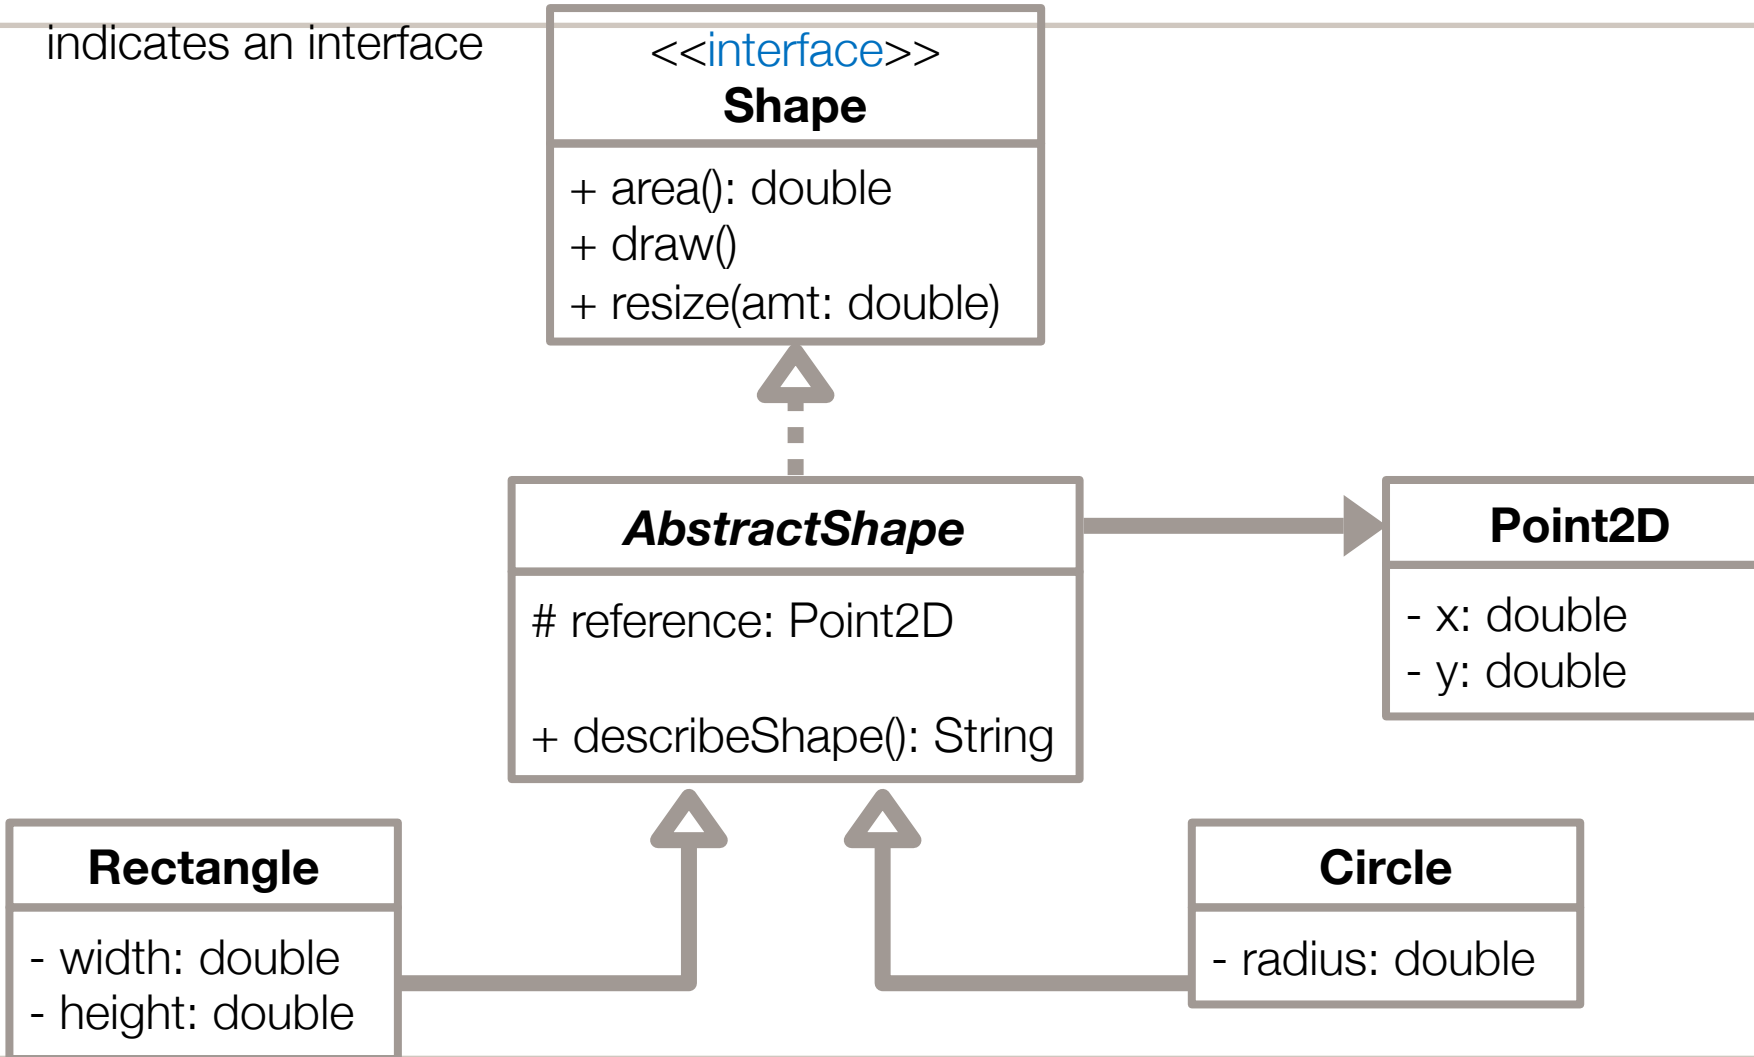 indicates an interface
<<interface>>
Shape
+ area(): double
+ draw()
+ resize(amt: double)
AbstractShape
# reference: Point2D
+ describeShape(): String
Point2D
- x: double
- y: double
Rectangle
- width: double
- height: double
Circle
- radius: double